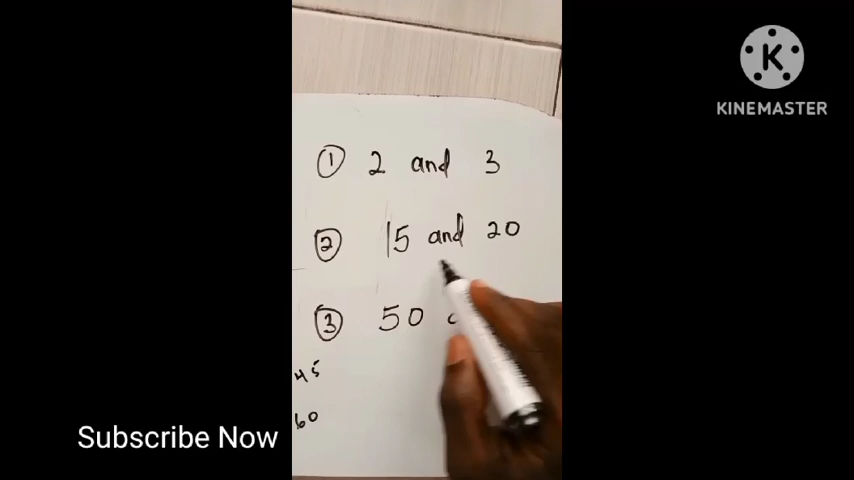 KINEMASTER
① 2 and 3
② 15 and 20
③ 50
45
60
Subscribe Now